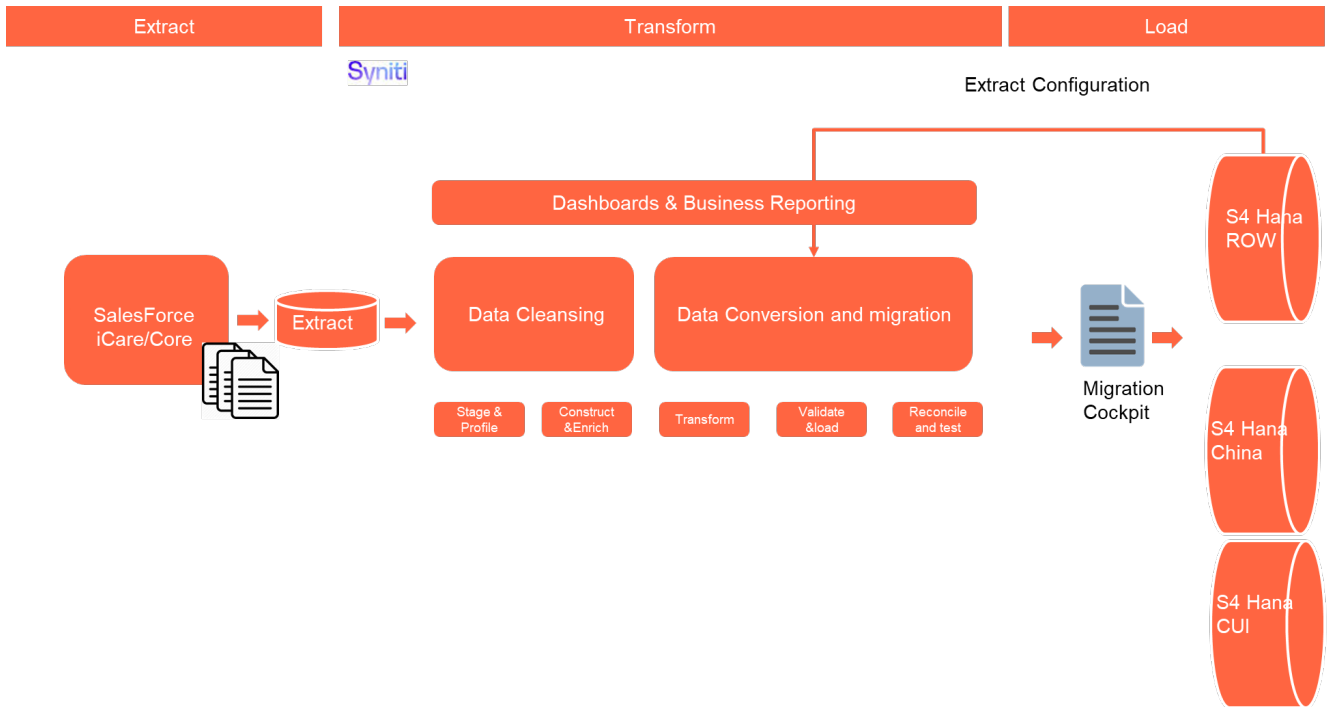 Extract
Transform
Load
Syniti
Extract Configuration
Dashboards & Business Reporting
S4 Hana
ROW
SalesForce
iCare/Core
Extract
Data Cleansing
Data Conversion and migration
Migration
Cockpit
Stage &
Profile
Construct
&Enrich
Transform
Validate
&load
Reconcile
and test
S4 Hana
China
S4 Hana
CUI